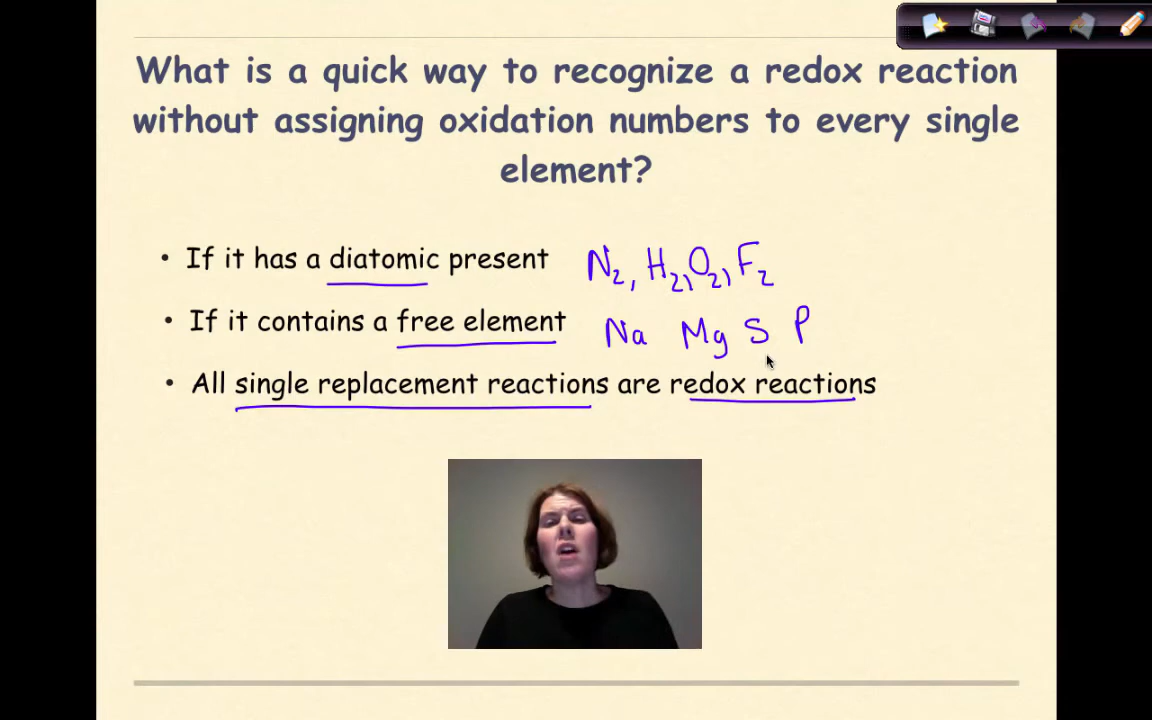 What is a quick way to recognize a redox reaction
without assigning oxidation numbers to every single
element?
• If it has a diatomic present N₂, H₂, O₂, F₂
• If it contains a free element Na Mg S P
• All single replacement reactions are redox reactions